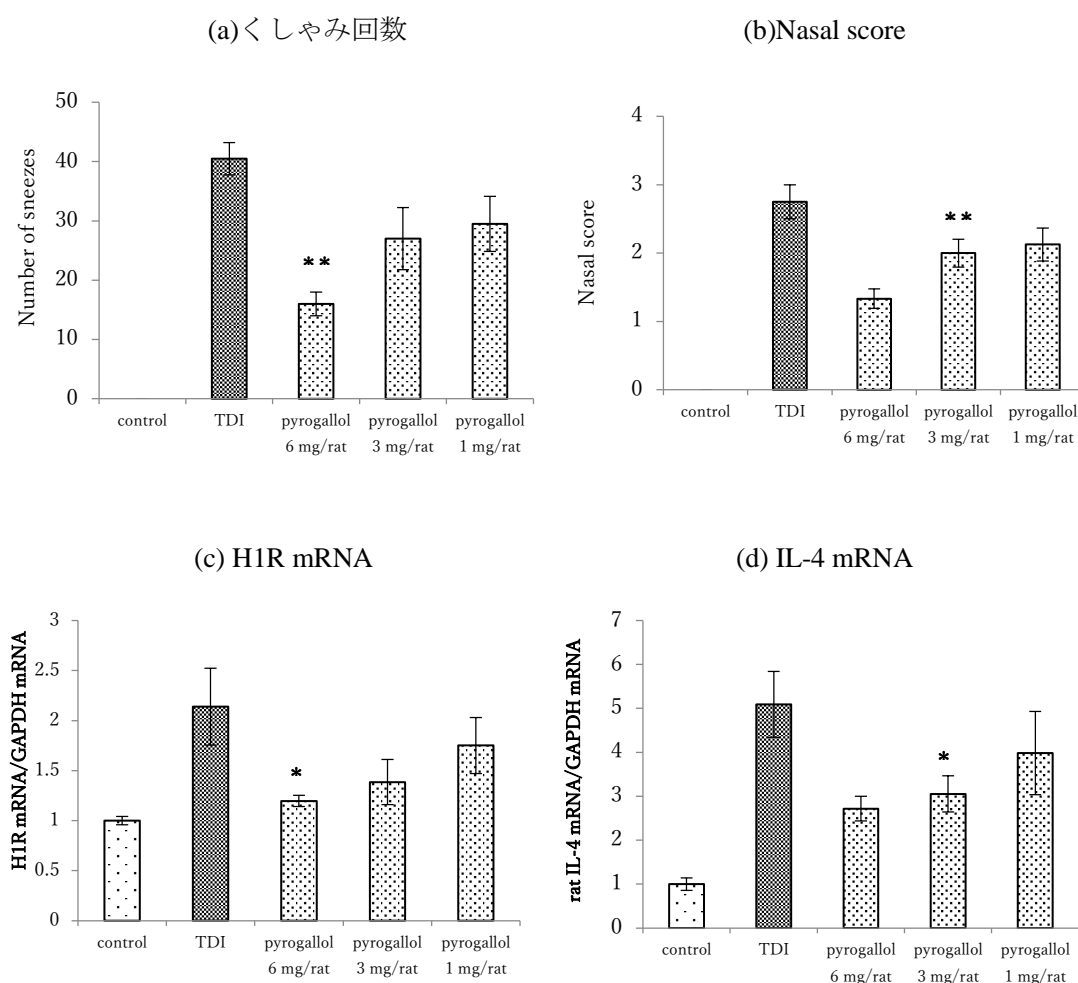 (a)くしゃみ回数
Number of sneezes
50
40
30
20
10
0
**
control
TDI
pyrogallol
6 mg/rat
pyrogallol
3 mg/rat
pyrogallol
1 mg/rat
(b)Nasal score
Nasal score
4
3
2
1
0
**
control
TDI
pyrogallol
6 mg/rat
pyrogallol
3 mg/rat
pyrogallol
1 mg/rat
(c) H1R mRNA
H1R mRNA/GAPDH mRNA
3
2.5
2
1.5
1
0.5
0
*
control
TDI
pyrogallol
6 mg/rat
pyrogallol
3 mg/rat
pyrogallol
1 mg/rat
(d) IL-4 mRNA
rat IL-4 mRNA/GAPDH mRNA
7
6
5
4
3
2
1
0
*
control
TDI
pyrogallol
6 mg/rat
pyrogallol
3 mg/rat
pyrogallol
1 mg/rat